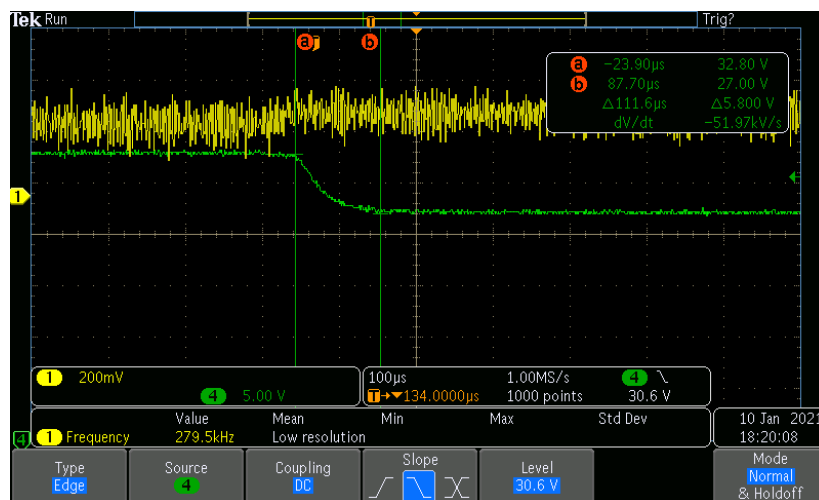 Tek Run Trig?
T
a T b
a −23.90μs 32.80 V
b 87.70μs 27.00 V
Δ111.6μs Δ5.800 V
dV/dt −51.97kV/s
1
1 200mV
4 5.00 V
100μs 1.00MS/s 4
T→▼134.0000μs 1000 points 30.6 V
Value Mean Min Max Std Dev
1 Frequency 279.5kHz Low resolution
4
10 Jan 2021
18:20:08
Type
Edge
Source
4
Coupling
DC
Slope
Level
30.6 V
Mode
Normal
& Holdoff